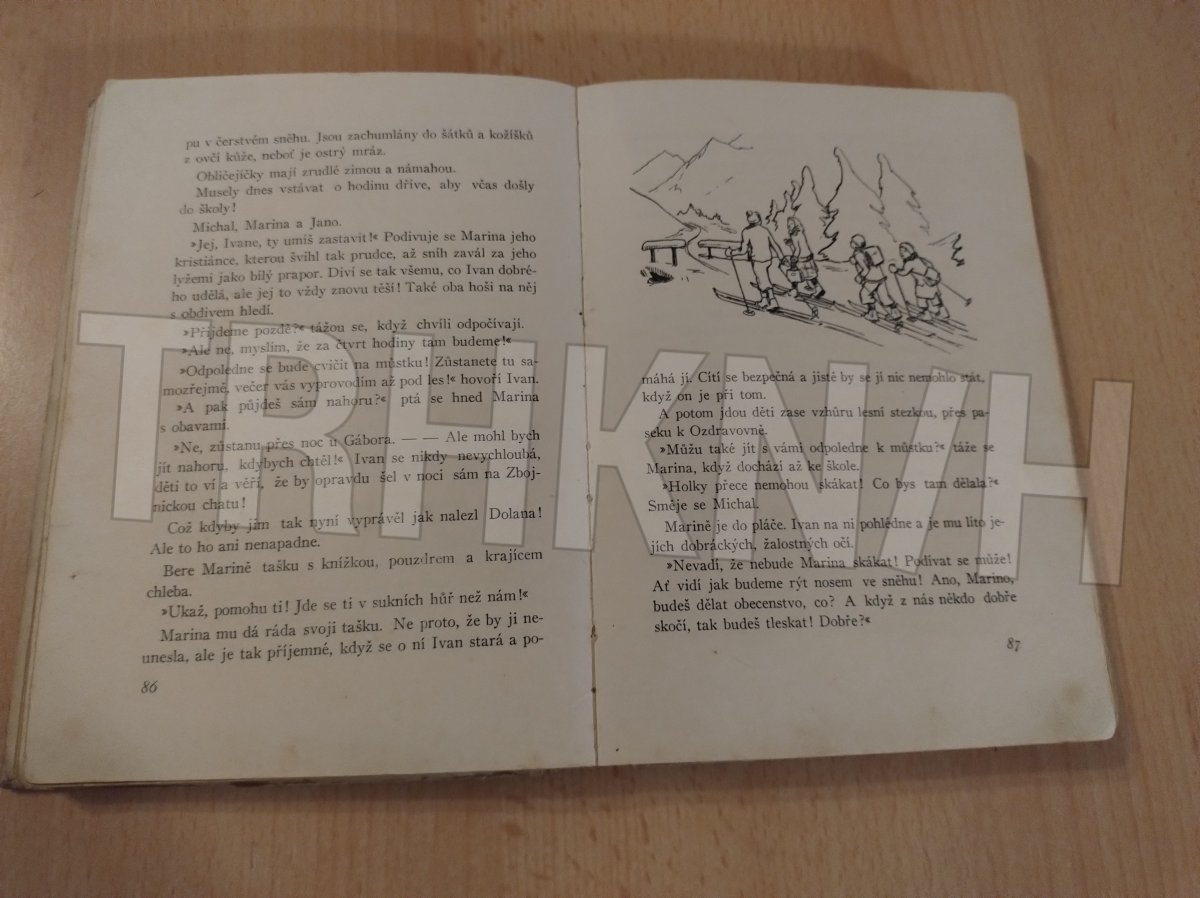 pu v čerstvém sněhu. Jsou zachumlány do šátků a kožíšků
z ovčí kůže, neboť je ostrý mráz.
Obličejíčky mají zrudlé zimou a námahou.
Musely dnes vstávat o hodinu dříve, aby včas došly
do školy!
Michal, Marina a Jano.
»Jej, Ivane, ty umíš zastavit!« Podivuje se Marina jeho
kristiánce, kterou švihl tak prudce, až sníh zavál za jeho
lyžemi jako bílý prapor. Diví se tak všemu, co Ivan dobré-
ho udělá, ale jej to vždy znovu těší! Také oba hoši na něj
s obdivem hledí.
»Přijdeme pozdě?« tážou se, když chvíli odpočívají.
»Ale ne, myslím, že za čtvrt hodiny tam budeme!«
»Odpoledne se bude cvičit na můstku! Zůstanete tu sa-
mozřejmě, večer vás vyprovodím až pod les!« hovoří Ivan.
»A pak půjdeš sám nahoru?« ptá se hned Marina
s obavami.
»Ne, zůstanu přes noc u Gábora. — — Ale mohl bych
jít nahoru, kdybych chtěl!« Ivan se nikdy nevychloubá,
děti to ví a věří, že by opravdu šel v noci sám na Zboj-
nickou chatu!
Což kdyby jim tak nyní vyprávěl jak nalezl Dolana!
Ale to ho ani nenapadne.
Bere Marině tašku s knížkou, pouzdrem a krajícem
chleba.
»Ukaž, pomohu ti! Jde se ti v sukních hůř než nám!«
Marina mu dá ráda svoji tašku. Ne proto, že by ji ne-
unesla, ale je tak příjemné, když se o ní Ivan stará a po-
86
máhá jí. Cítí se bezpečná a jistě by se jí nic nemohlo stát,
když on je při tom.
A potom jdou děti zase vzhůru lesní stezkou, přes pa-
seku k Ozdravovně.
»Můžu také jít s vámi odpoledne k můstku?« táže se
Marina, když dochází až ke škole.
»Holky přece nemohou skákat! Co bys tam dělala?«
Směje se Michal.
Marině je do pláče. Ivan na ni pohlédne a je mu líto je-
jích dobráckých, žalostných očí.
»Nevadí, že nebude Marina skákat! Podívat se může!
Ať vidí jak budeme rýt nosem ve sněhu! Ano, Marino,
budeš dělat obecenstvo, co? A když z nás někdo dobře
skočí, tak budeš tleskat! Dobře?«
87
TRHKNIH